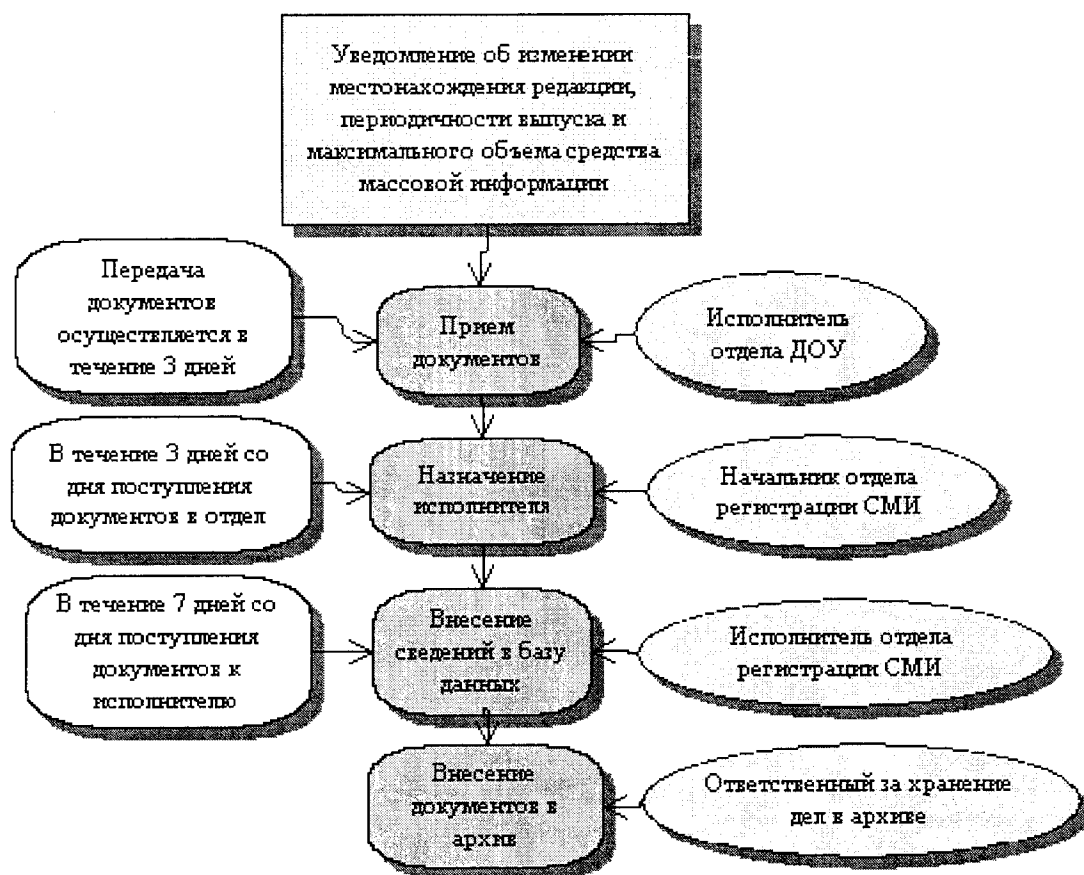 Уведомление об изменении
местонахождения редакции,
периодичности выпуска и
максимального объема средства
массовой информации
Передача
документов
осуществляется в
течение 3 дней
Прием
документов
Исполнитель
отдела ДОУ
В течение 3 дней со
дня поступления
документов в отдел
Назначение
исполнителя
Начальник отдела
регистрации СМИ
В течение 7 дней со
дня поступления
документов к
исполнителю
Внесение
сведений в базу
данных
Исполнитель отдела
регистрации СМИ
Внесение
документов в
архив
Ответственный за хранение
дел в архиве